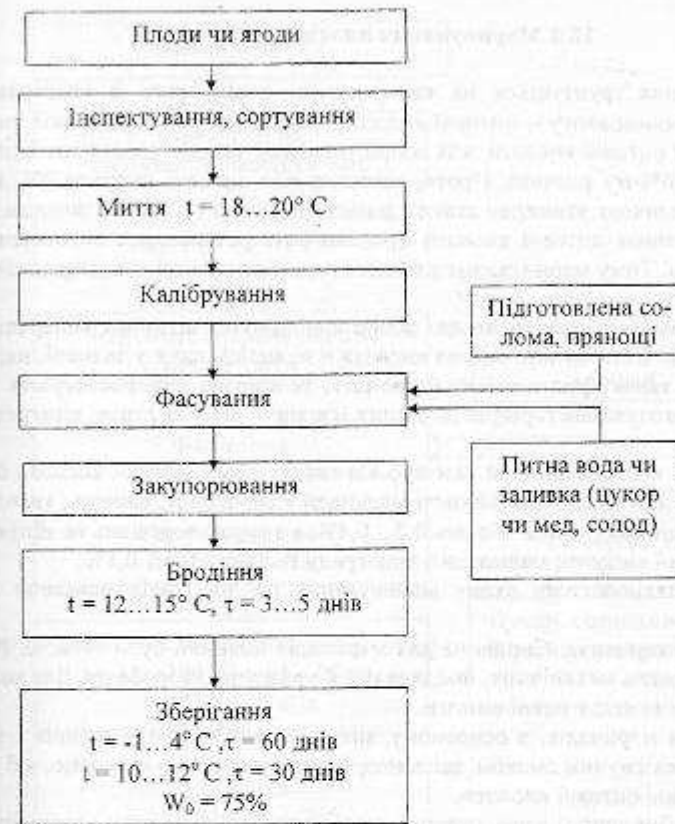 Плоди чи ягоди
Інспектування, сортування
Миття t = 18...20° С
Калібрування
Фасування
Закупорювання
Бродіння
t = 12...15° С, τ = 3...5 днів
Зберігання
t = -1...4° С ,τ = 60 днів
t = 10...12° С ,τ = 30 днів
W₀ = 75%
Підготовлена со-
лома, прянощі
Питна вода чи
заливка (цукор
чи мед, солод)